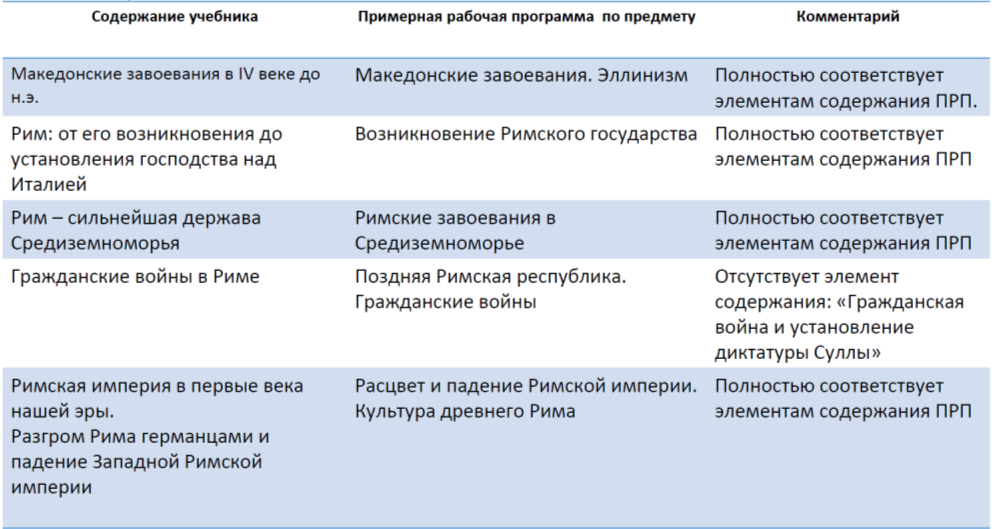 Содержание учебника
Примерная рабочая программа по предмету
Комментарий
Македонские завоевания в IV веке до
н.э.
Македонские завоевания. Эллинизм
Полностью соответствует
элементам содержания ПРП.
Рим: от его возникновения до
установления господства над
Италией
Возникновение Римского государства
Полностью соответствует
элементам содержания ПРП
Рим – сильнейшая держава
Средиземноморья
Римские завоевания в
Средиземноморье
Полностью соответствует
элементам содержания ПРП
Гражданские войны в Риме
Поздняя Римская республика.
Гражданские войны
Отсутствует элемент
содержания: «Гражданская
война и установление
диктатуры Суллы»
Римская империя в первые века
нашей эры.
Разгром Рима германцами и
падение Западной Римской
империи
Расцвет и падение Римской империи.
Культура древнего Рима
Полностью соответствует
элементам содержания ПРП